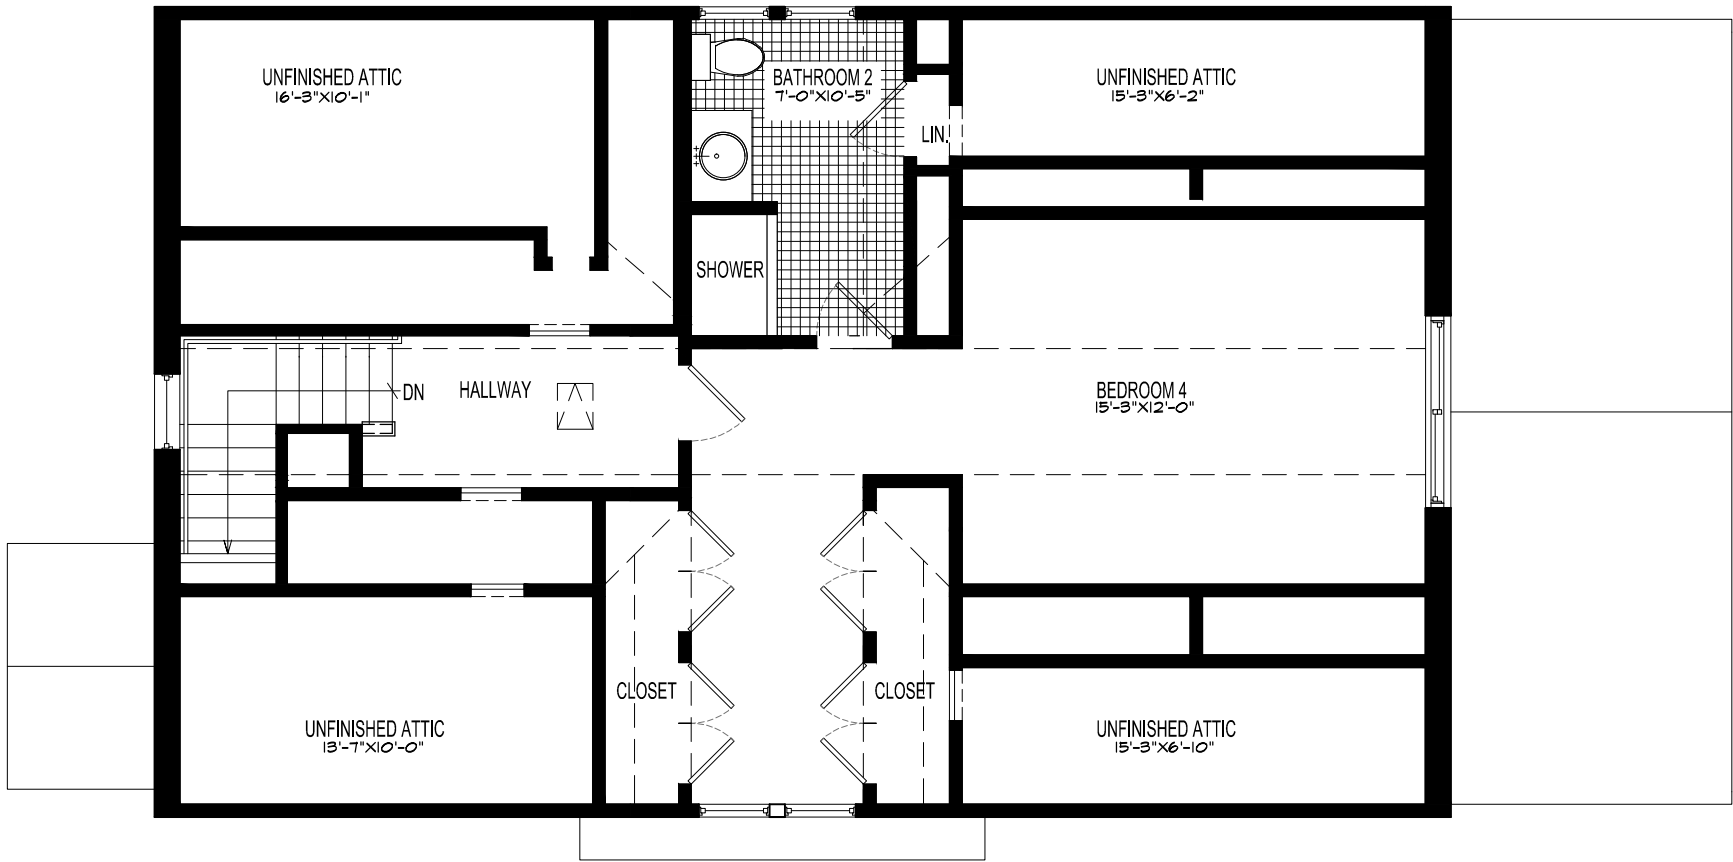 UNFINISHED ATTIC
16'-3"X10'-1"
BATHROOM 2
7'-0"X10'-5"
UNFINISHED ATTIC
15'-3"X6'-2"
LIN.
SHOWER
DN
HALLWAY
BEDROOM 4
15'-3"X12'-0"
CLOSET
CLOSET
UNFINISHED ATTIC
13'-7"X10'-0"
UNFINISHED ATTIC
15'-3"X6'-10"